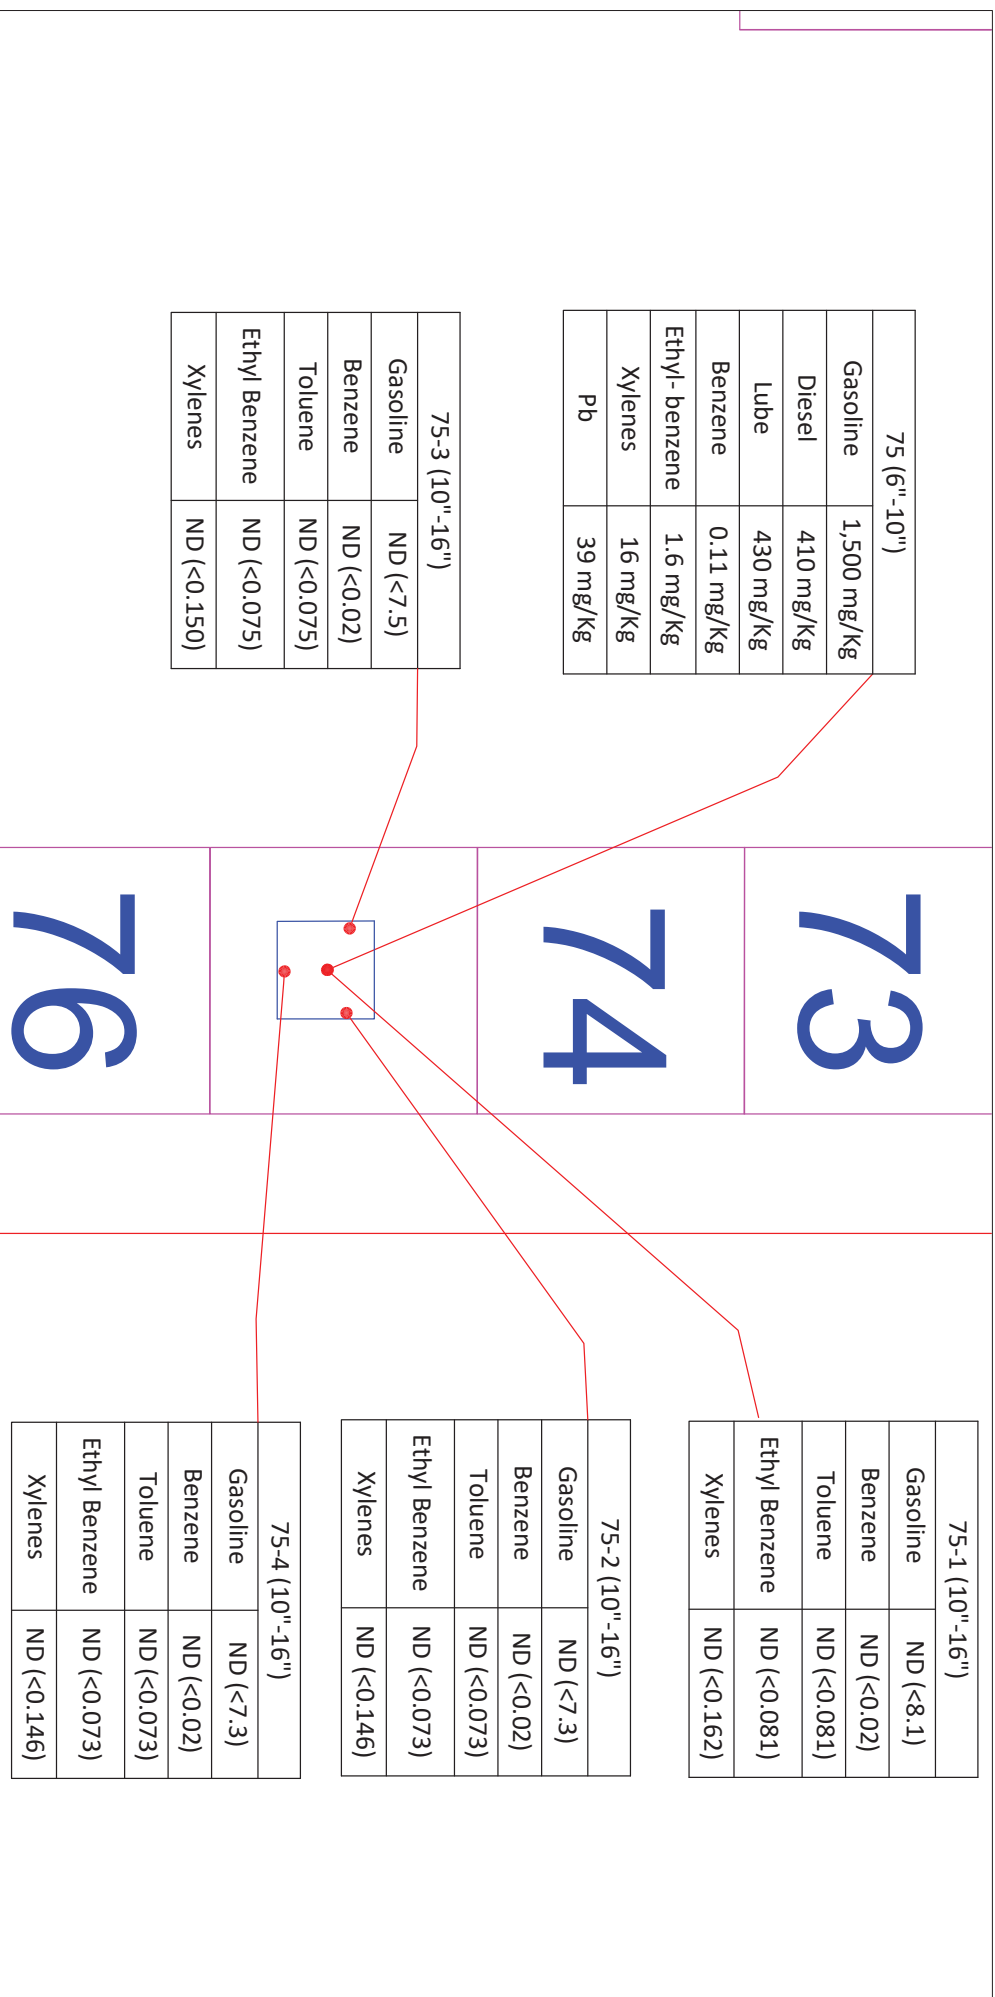 75 (6"-10")
Gasoline 1,500 mg/Kg
Diesel 410 mg/Kg
Lube 430 mg/Kg
Benzene 0.11 mg/Kg
Ethyl- benzene 1.6 mg/Kg
Xylenes 16 mg/Kg
Pb 39 mg/Kg
75-3 (10"-16")
Gasoline ND (<7.5)
Benzene ND (<0.02)
Toluene ND (<0.075)
Ethyl Benzene ND (<0.075)
Xylenes ND (<0.150)
73
74
76
75-1 (10"-16")
Gasoline ND (<8.1)
Benzene ND (<0.02)
Toluene ND (<0.081)
Ethyl Benzene ND (<0.081)
Xylenes ND (<0.162)
75-2 (10"-16")
Gasoline ND (<7.3)
Benzene ND (<0.02)
Toluene ND (<0.073)
Ethyl Benzene ND (<0.073)
Xylenes ND (<0.146)
75-4 (10"-16")
Gasoline ND (<7.3)
Benzene ND (<0.02)
Toluene ND (<0.073)
Ethyl Benzene ND (<0.073)
Xylenes ND (<0.146)